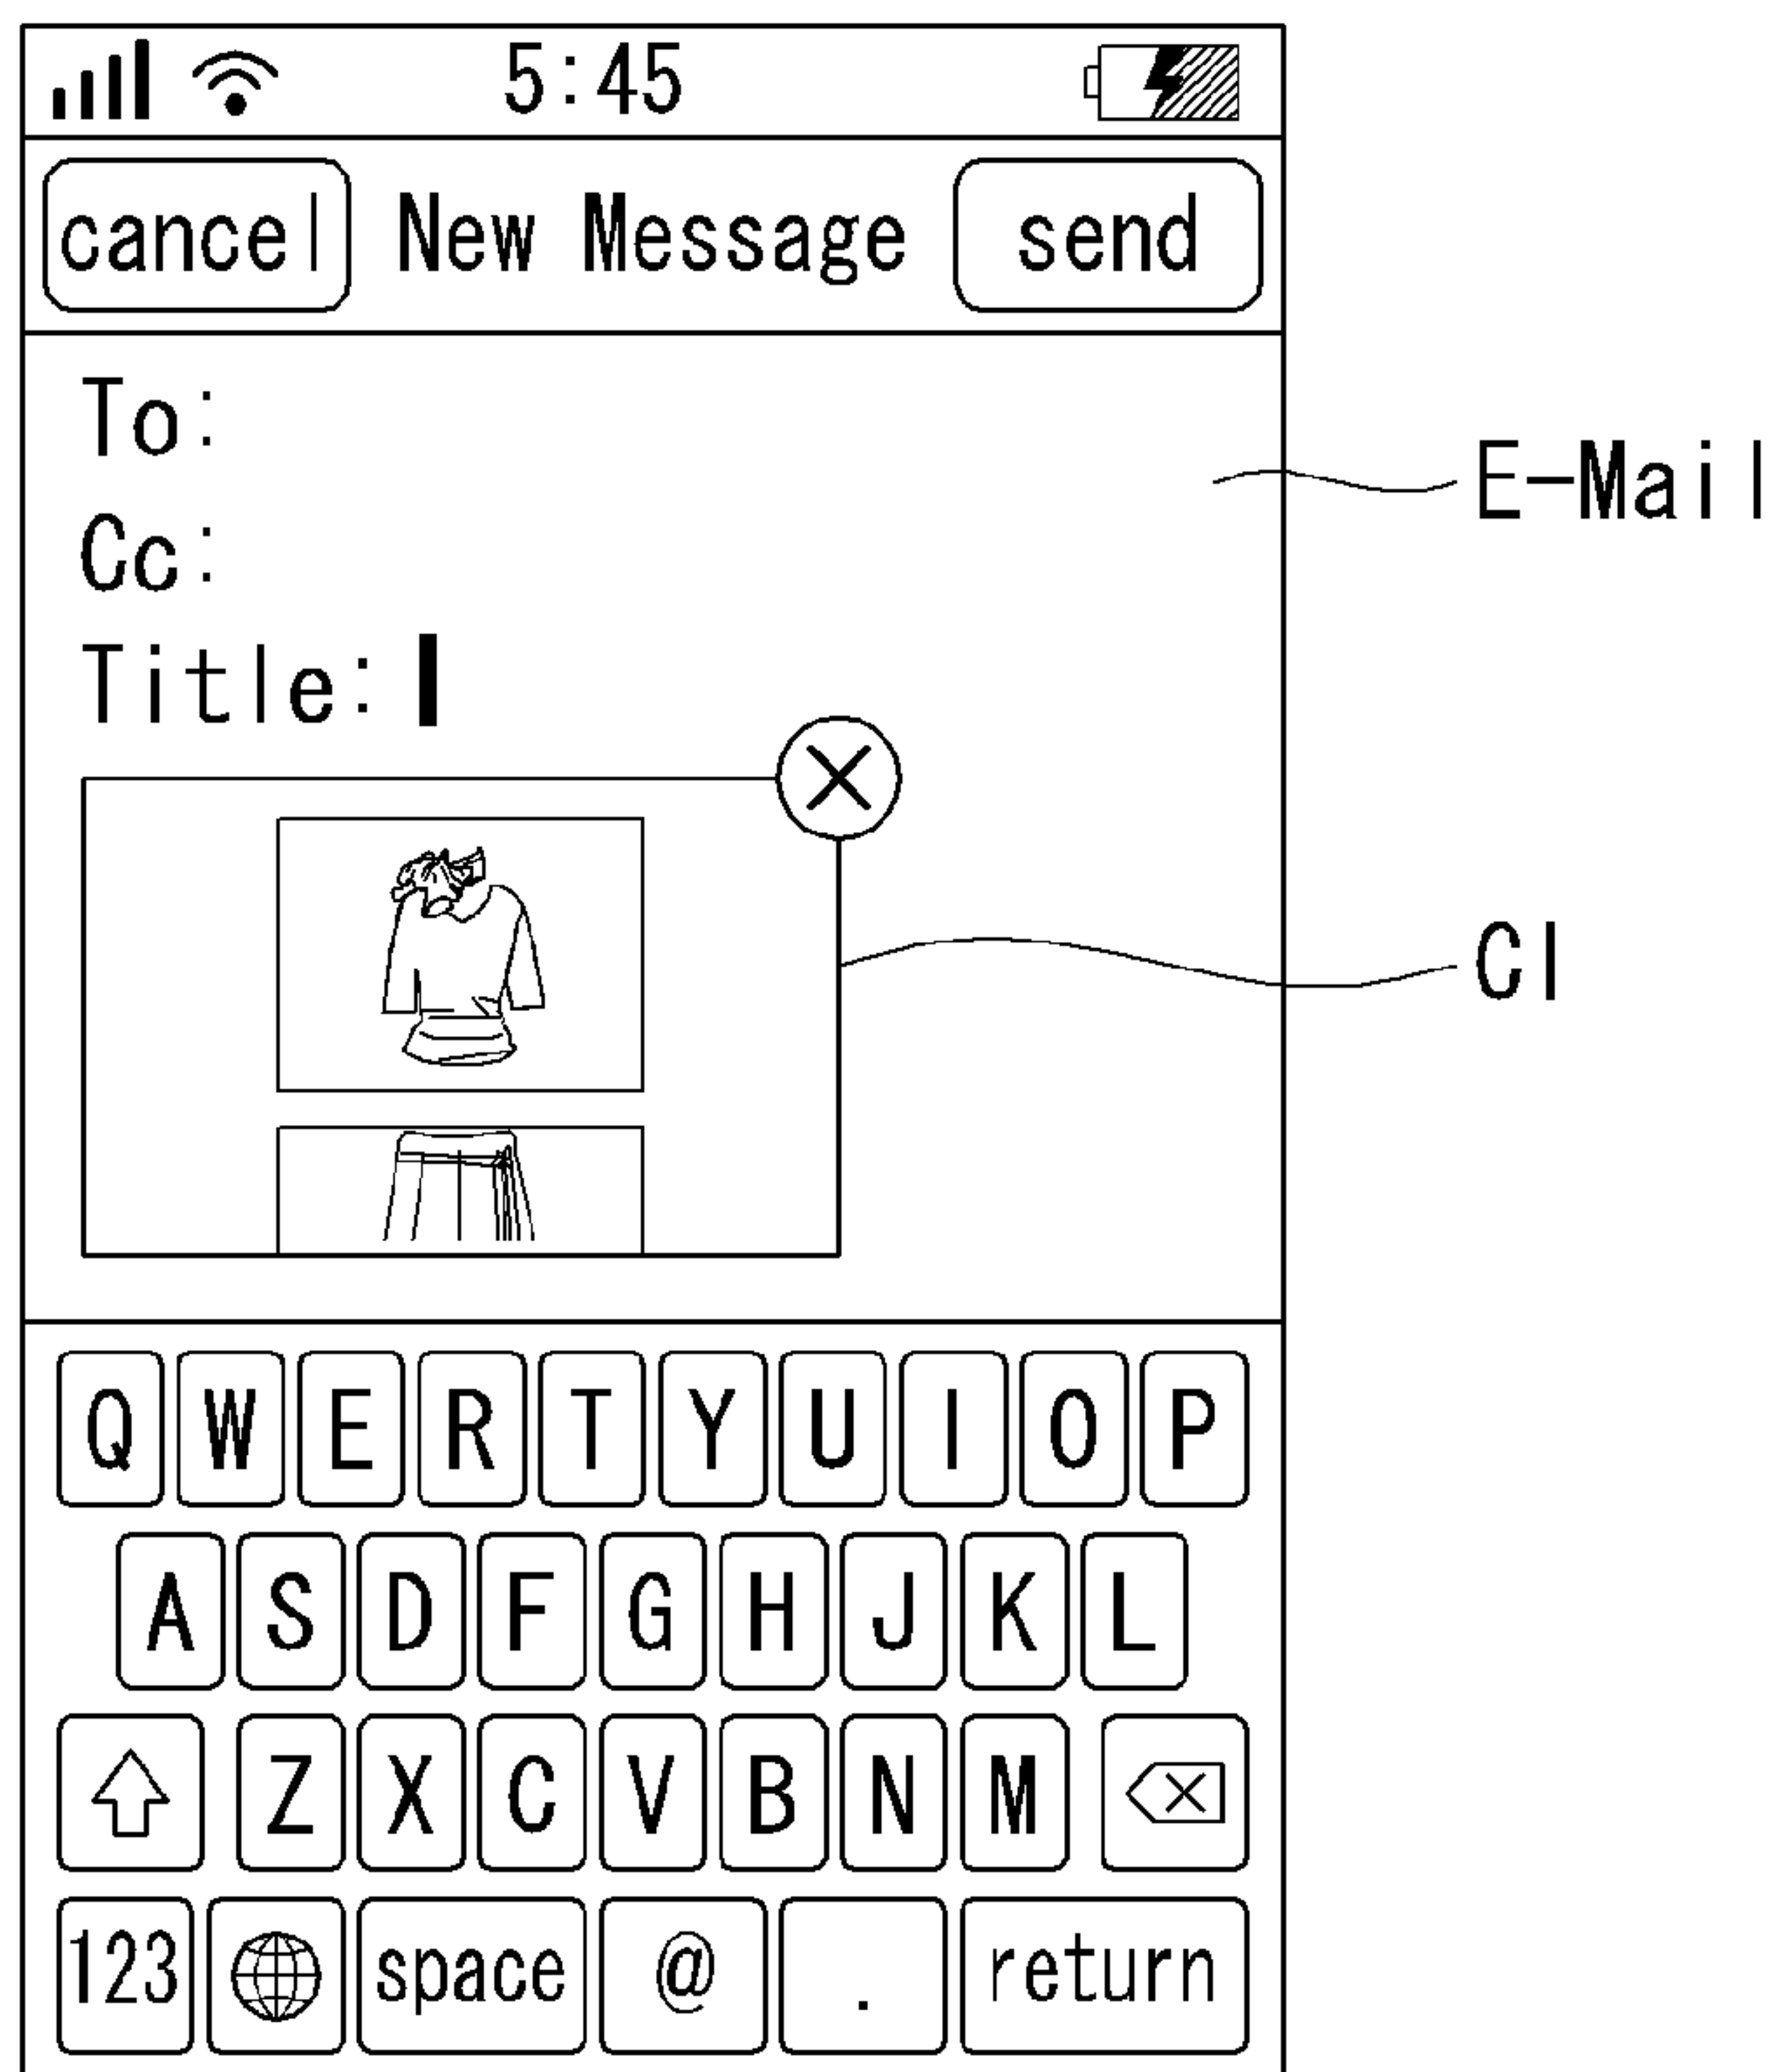 5:45
cancel New Message send
To:
Cc:
Title:
E-Mail
CI
Q W E R T Y U I O P
A S D F G H J K L
Z X C V B N M
123 space @ . return